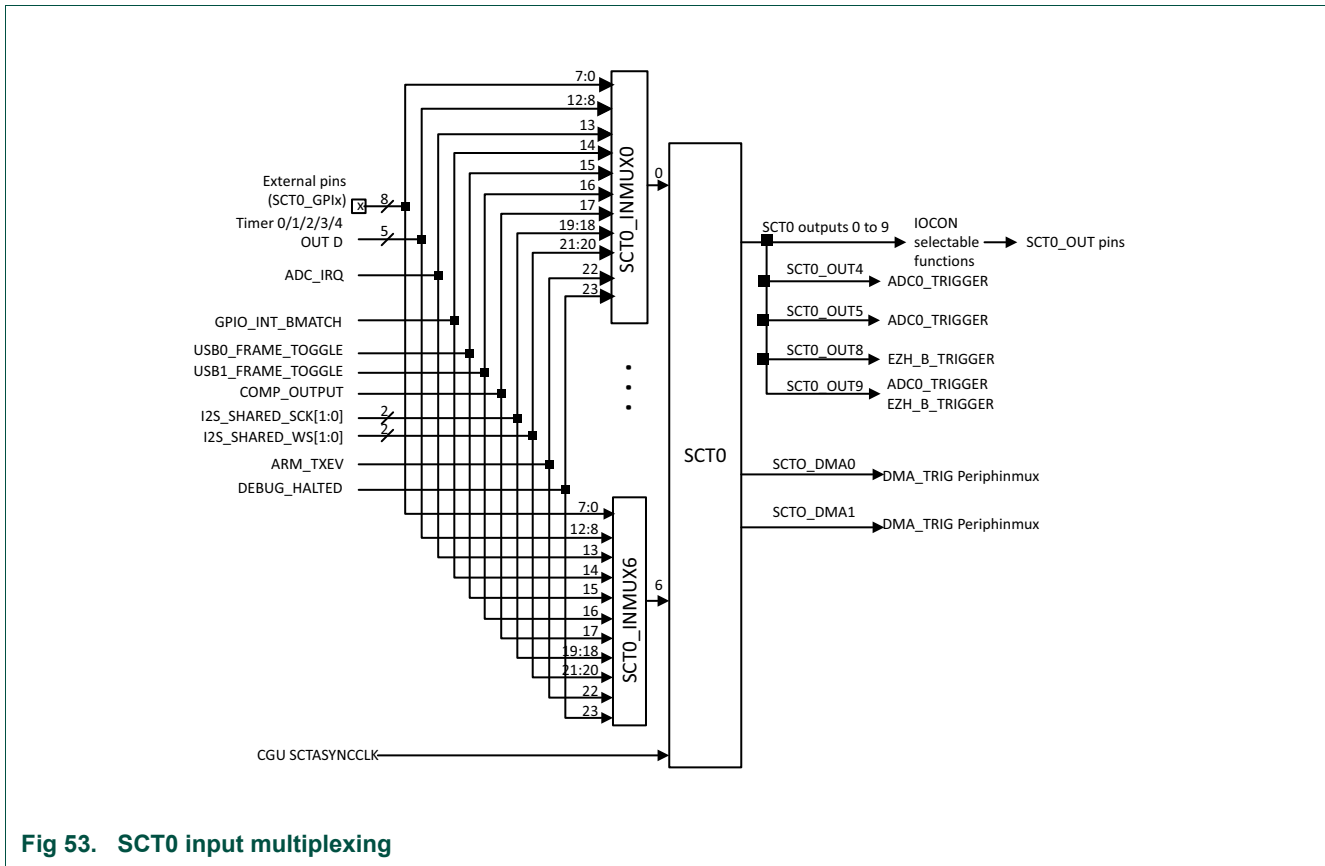 7:0
12:8
13
14
15
16
17
19:18
21:20
22
23
SCT0_INMUX0
0
External pins
(SCT0_GPIx)
x
8
Timer 0/1/2/3/4
OUT D
5
ADC_IRQ
GPIO_INT_BMATCH
USB0_FRAME_TOGGLE
USB1_FRAME_TOGGLE
COMP_OUTPUT
I2S_SHARED_SCK[1:0]
2
I2S_SHARED_WS[1:0]
2
ARM_TXEV
DEBUG_HALTED
7:0
12:8
13
14
15
16
17
19:18
21:20
22
23
SCT0_INMUX6
6
CGU SCTASYNCCLK
SCT0
SCT0 outputs 0 to 9
IOCON
selectable
functions
SCT0_OUT pins
SCT0_OUT4
ADC0_TRIGGER
SCT0_OUT5
ADC0_TRIGGER
SCT0_OUT8
EZH_B_TRIGGER
SCT0_OUT9
ADC0_TRIGGER
EZH_B_TRIGGER
SCTO_DMA0
DMA_TRIG Periphinmux
SCTO_DMA1
DMA_TRIG Periphinmux
Fig 53. SCT0 input multiplexing